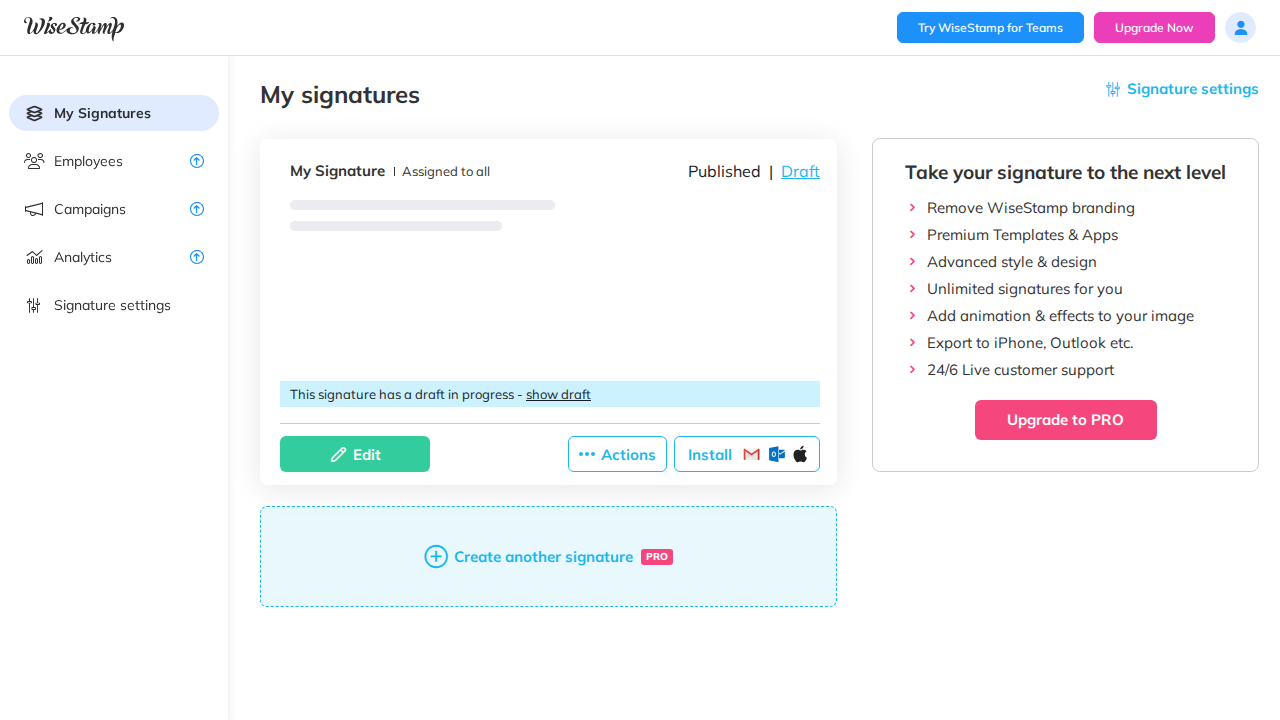 WiseStamp
Try WiseStamp for Teams
Upgrade Now
My Signatures
Employees
Campaigns
Analytics
Signature settings
My signatures
Signature settings
My Signature | Assigned to all
Published | Draft
This signature has a draft in progress - show draft
Edit
Actions
Install
Create another signature PRO
Take your signature to the next level
Remove WiseStamp branding
Premium Templates & Apps
Advanced style & design
Unlimited signatures for you
Add animation & effects to your image
Export to iPhone, Outlook etc.
24/6 Live customer support
Upgrade to PRO